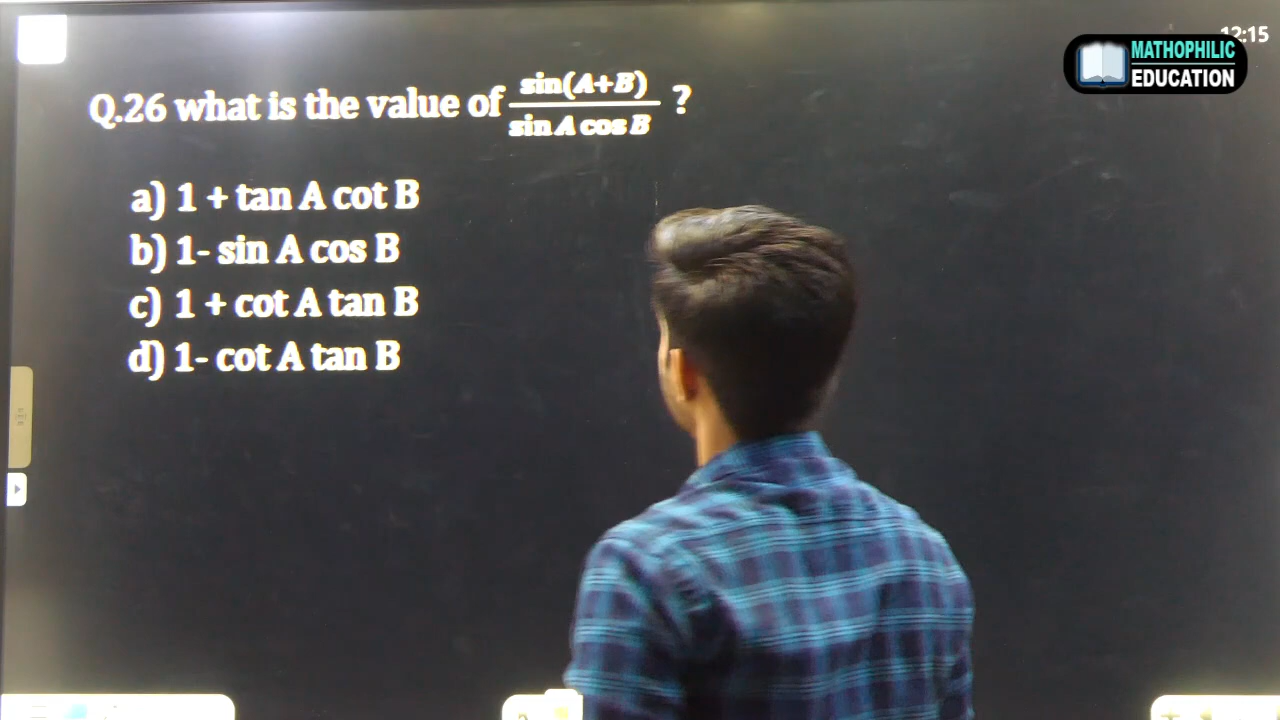 12:15
MATHOPHILIC
EDUCATION
Q.26 what is the value of sin(A+B)/sin A cos B ?
a) 1 + tan A cot B
b) 1- sin A cos B
c) 1 + cot A tan B
d) 1- cot A tan B